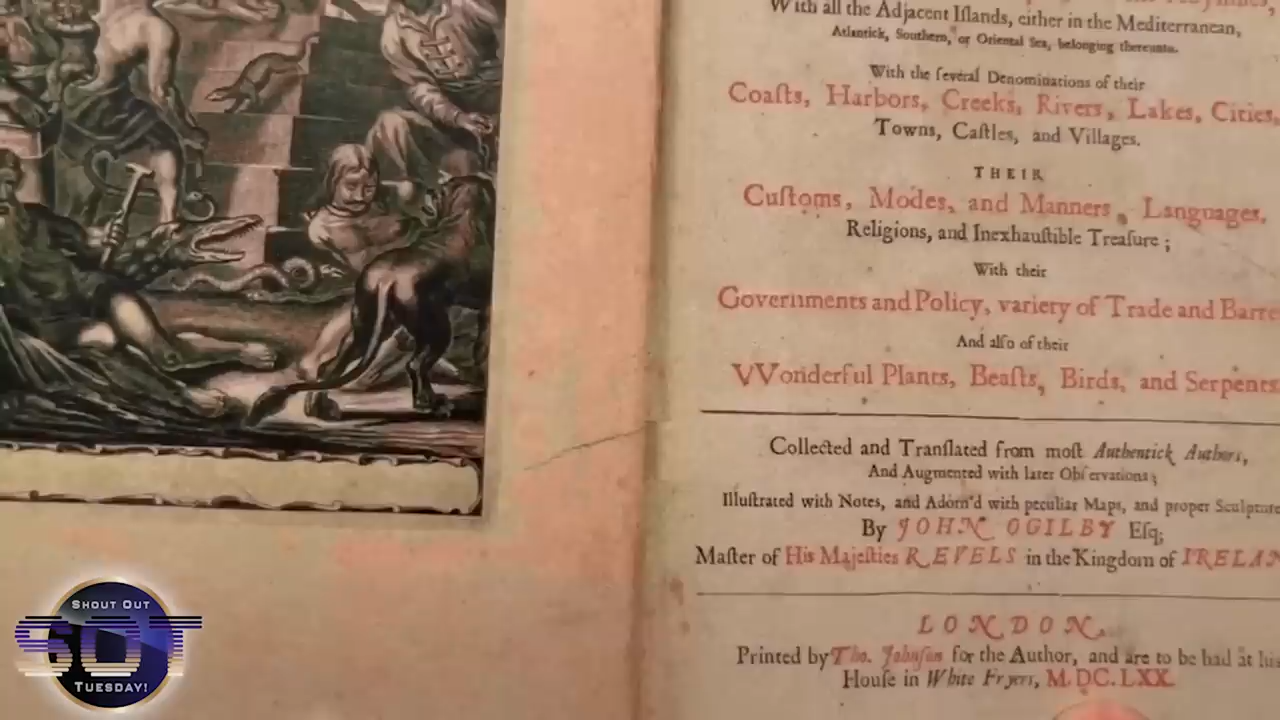 With all the Adjacent Iſlands, either in the Mediterranean,
Atlantick, Southern, or Oriental Sea, belonging thereunto.
With the ſeveral Denominations of their
Coaſts, Harbors, Creeks, Rivers, Lakes, Cities,
Towns, Caſtles, and Villages.
THEIR
Cuſtoms, Modes, and Manners, Languages,
Religions, and Inexhauſtible Treaſure;
With their
Governments and Policy, variety of Trade and
And alſo of their
VVonderful Plants, Beaſts, Birds, and Serpents
Collected and Tranſlated from moſt Authentick Authors,
And Augmented with later Obſervations;
Illuſtrated with Notes, and Adorn'd with peculiar Maps, and proper Sculpture
By JOHN OGILBY Eſq;
Maſter of His Majeſties REVELS in the Kingdom of
LONDON,
Printed by Tho. Johnſon for the Author, and are to be had at his
Houſe in White Fryers, M.DC.LXX.
SHOUT OUT
SOT
TUESDAY!